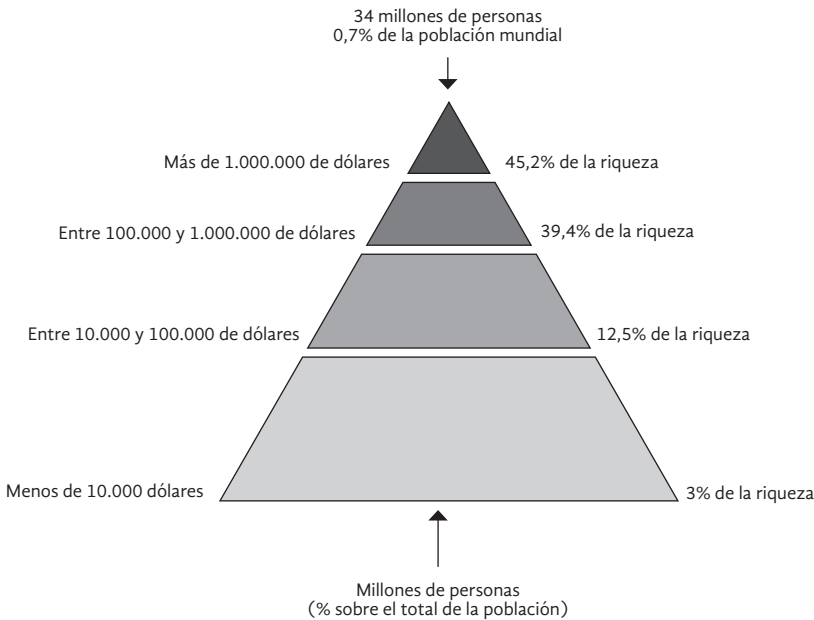 34 millones de personas
0,7% de la población mundial
Más de 1.000.000 de dólares
45,2% de la riqueza
Entre 100.000 y 1.000.000 de dólares
39,4% de la riqueza
Entre 10.000 y 100.000 de dólares
12,5% de la riqueza
Menos de 10.000 dólares
3% de la riqueza
Millones de personas
(% sobre el total de la población)